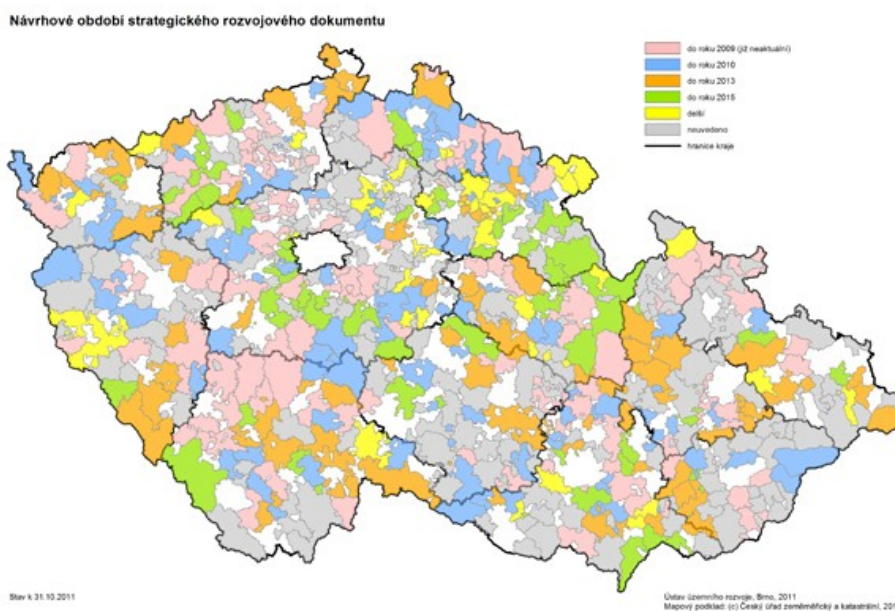 Návrhové období strategického rozvojového dokumentu
do roku 2009 (již neaktuální)
do roku 2010
do roku 2013
do roku 2015
delší
neuvedeno
hranice kraje
Stav k 31.10.2011
Ústav územního rozvoje, Brno, 2011
Mapový podklad: (c) Český úřad zeměměřický a katastrální, 20